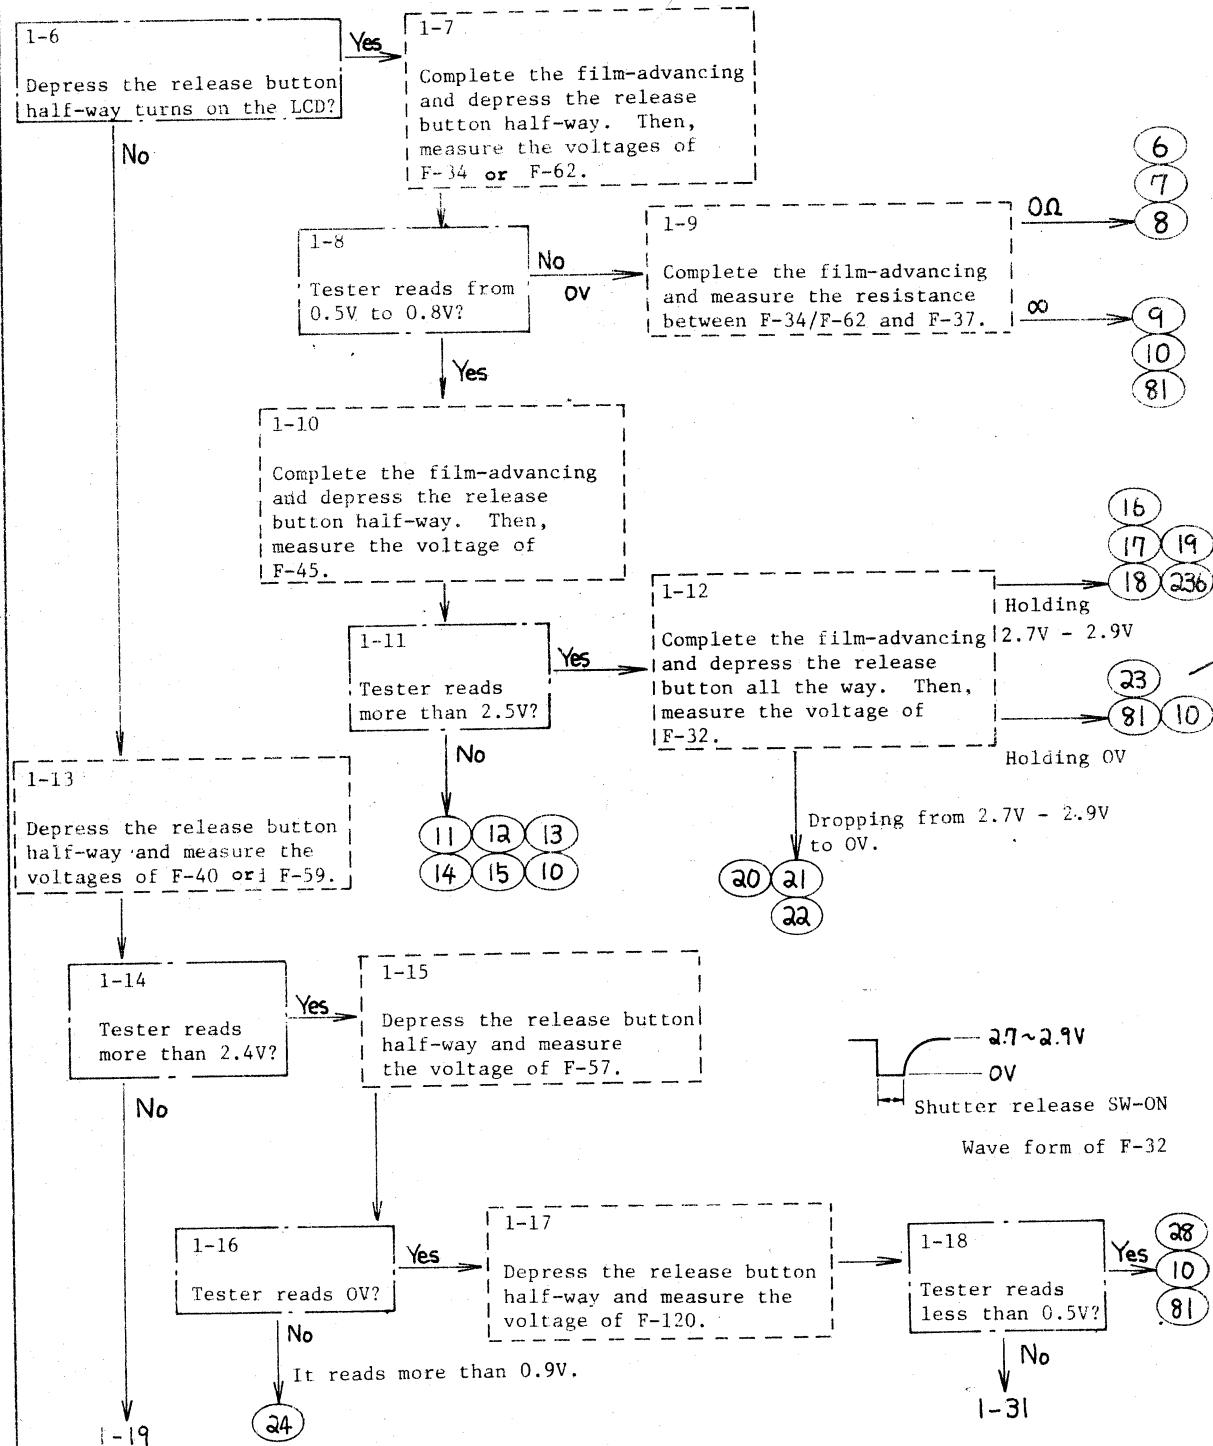 1-6
Depress the release button
half-way turns on the LCD?
Yes
No
1-7
Complete the film-advancing
and depress the release
button half-way. Then,
measure the voltages of
F-34 or F-62.
1-8
Tester reads from
0.5V to 0.8V?
No
0V
Yes
1-9
Complete the film-advancing
and measure the resistance
between F-34/F-62 and F-37.
0Ω
6
7
8
∞
9
10
81
1-10
Complete the film-advancing
and depress the release
button half-way. Then,
measure the voltage of
F-45.
1-11
Tester reads
more than 2.5V?
Yes
No
11 12 13
14 15 10
1-12
Complete the film-advancing
and depress the release
button all the way. Then,
measure the voltage of
F-32.
16
17 19
18 236
Holding
2.7V - 2.9V
23
81 10
Holding 0V
Dropping from 2.7V - 2.9V
to 0V.
20 21
22
1-13
Depress the release button
half-way and measure the
voltages of F-40 or F-59.
1-14
Tester reads
more than 2.4V?
Yes
No
1-19
1-15
Depress the release button
half-way and measure
the voltage of F-57.
2.7~2.9V
0V
Shutter release SW-ON
Wave form of F-32
1-16
Tester reads 0V?
Yes
No
It reads more than 0.9V.
24
1-17
Depress the release button
half-way and measure the
voltage of F-120.
1-18
Tester reads
less than 0.5V?
Yes
28
10
81
No
1-31